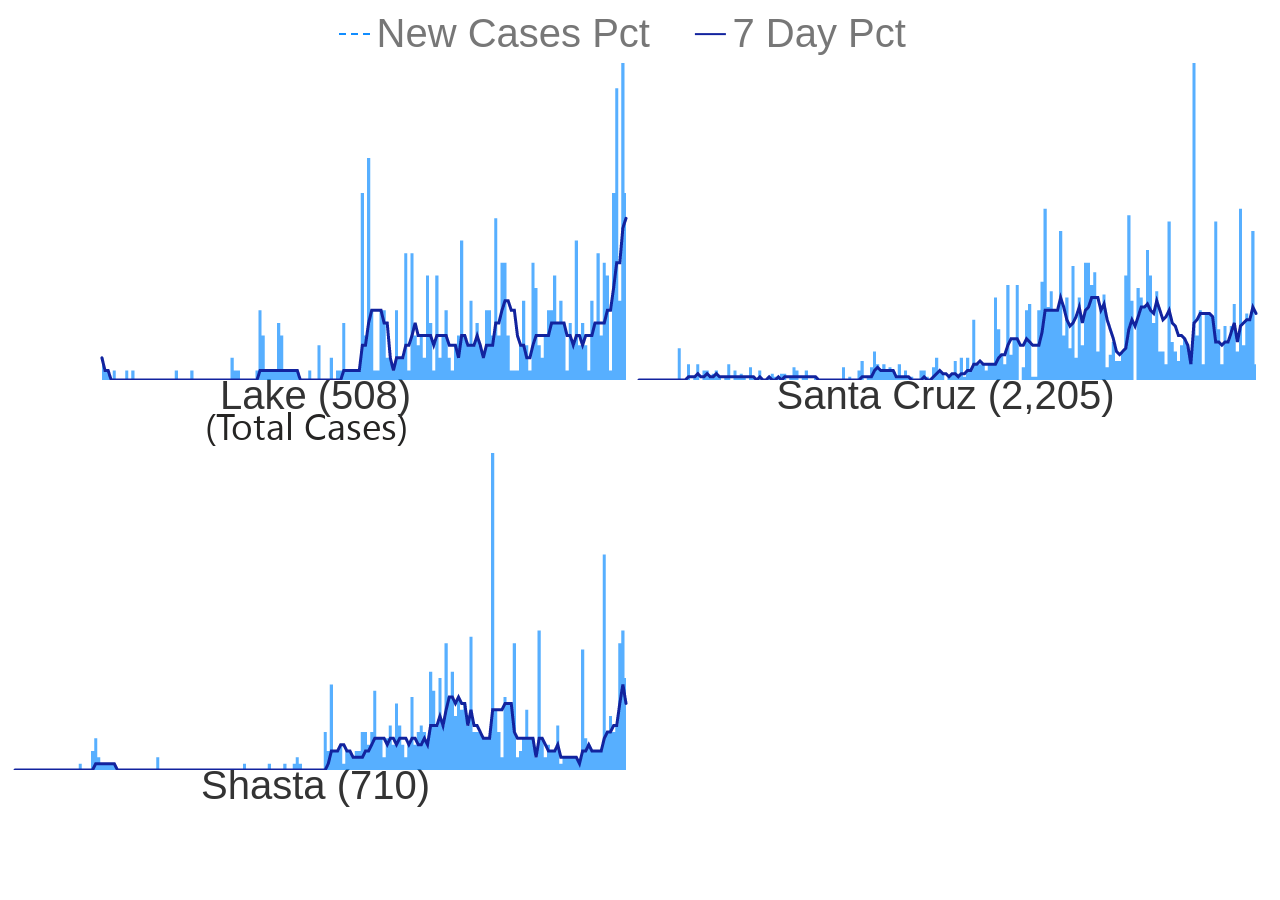 New Cases Pct 7 Day Pct
Lake (508)
(Total Cases)
Santa Cruz (2,205)
Shasta (710)